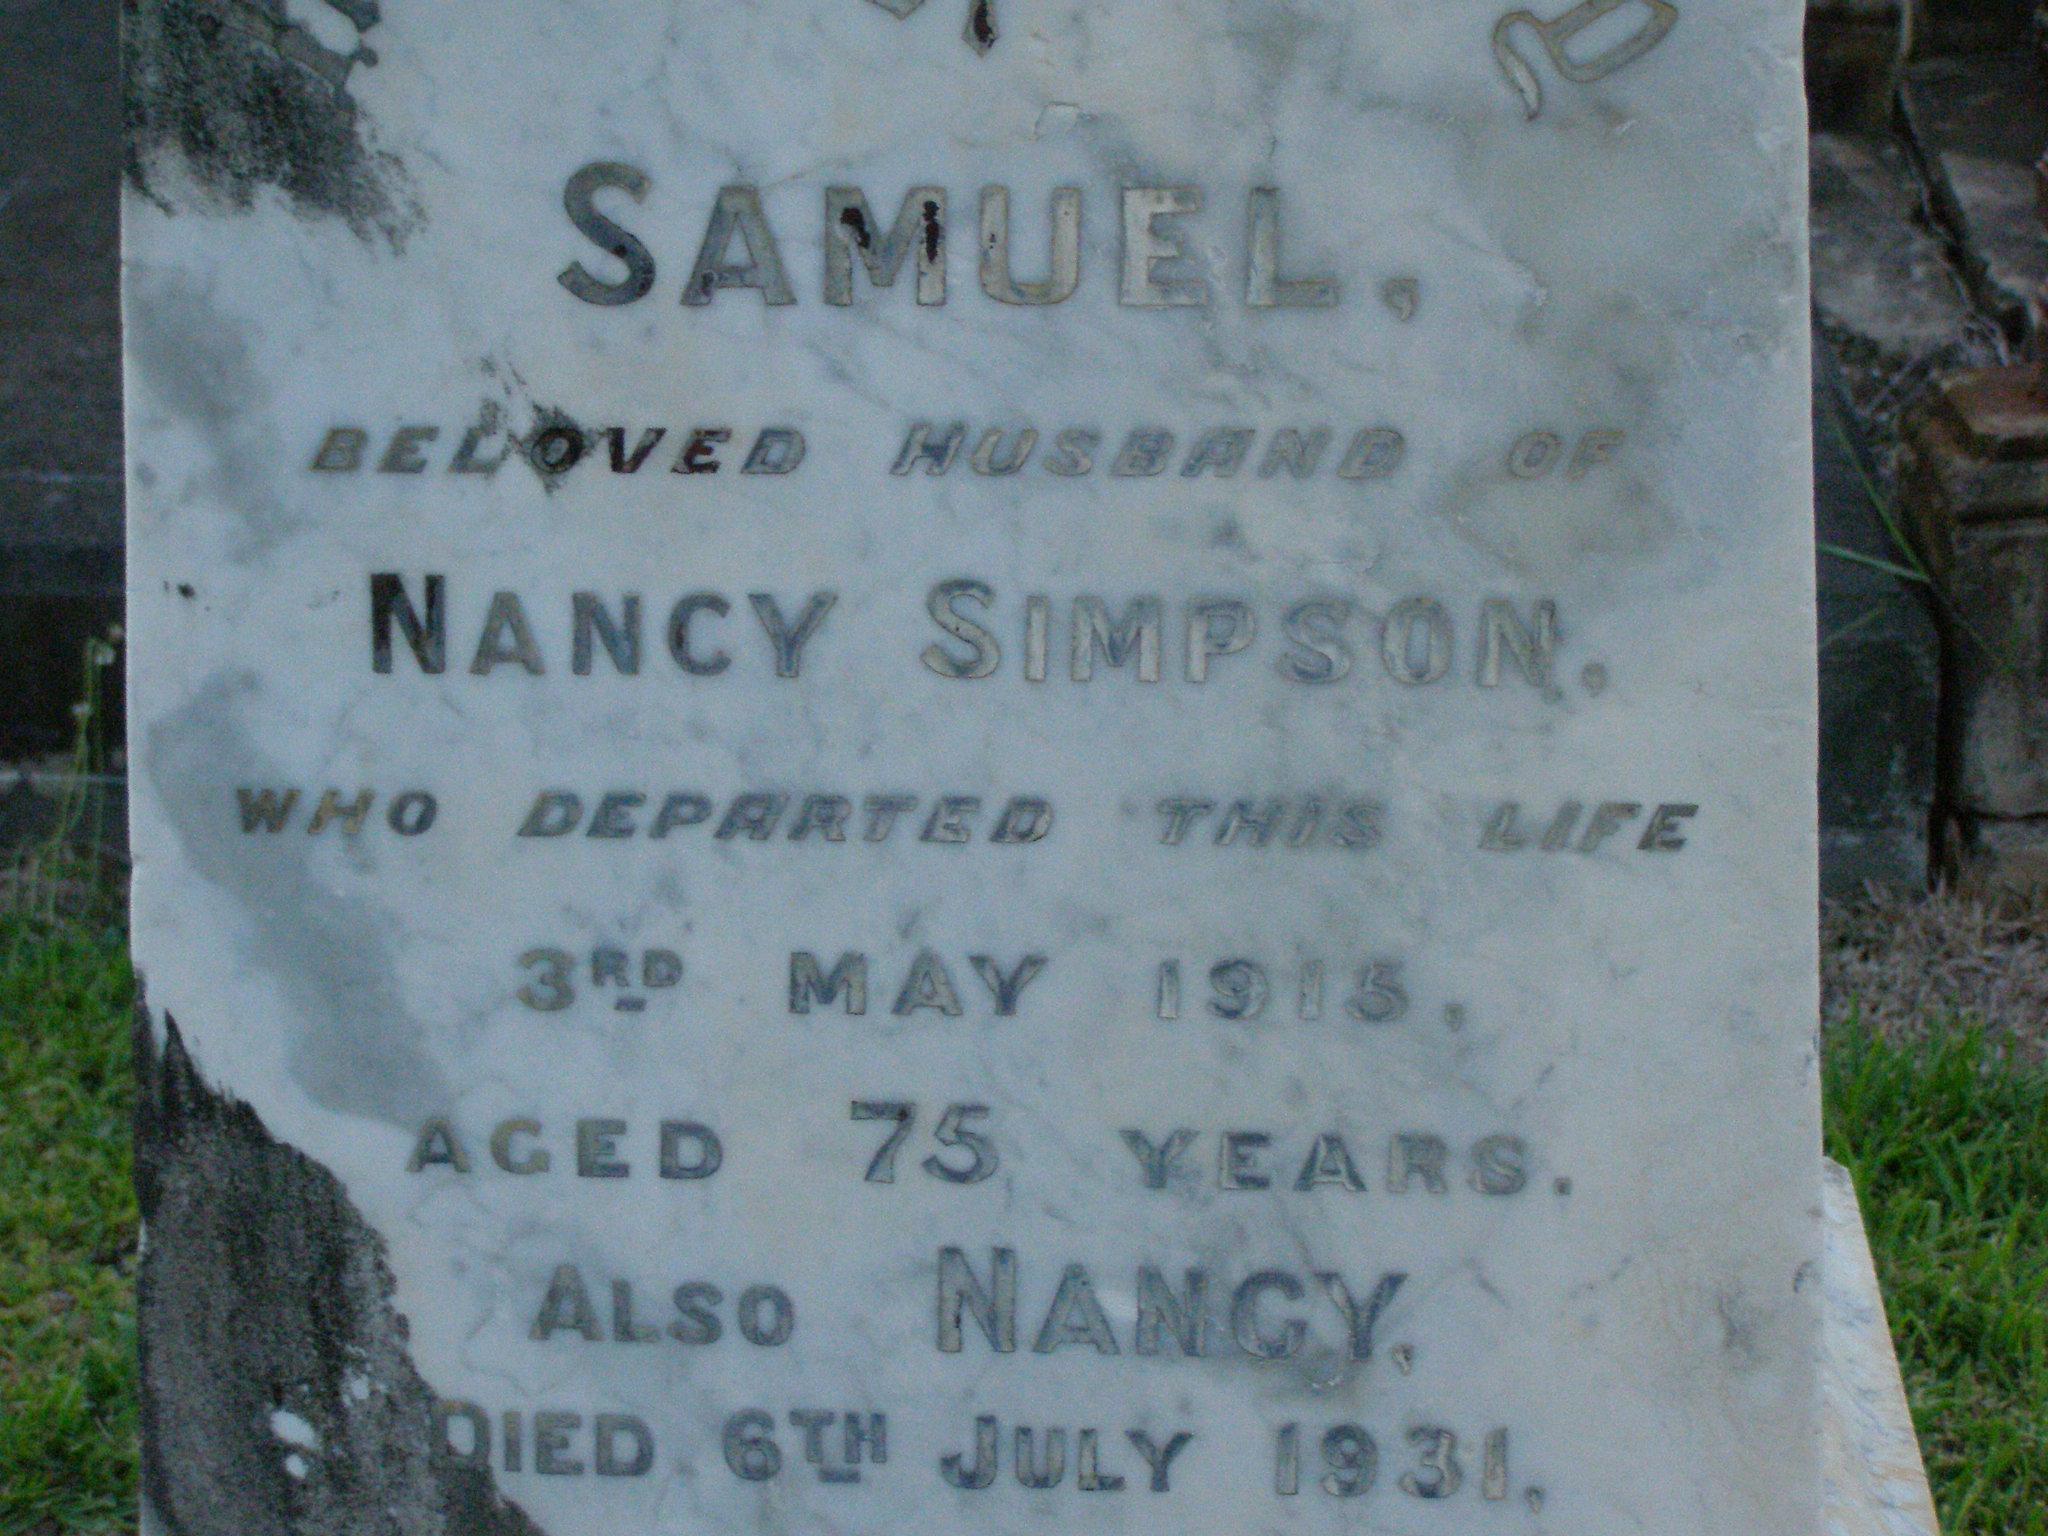 SAMUEL,
BELOVED HUSBAND OF
NANCY SIMPSON,
WHO DEPARTED THIS LIFE
3RD MAY 1915,
AGED 75 YEARS.
ALSO NANCY,
DIED 6TH JULY 1931,